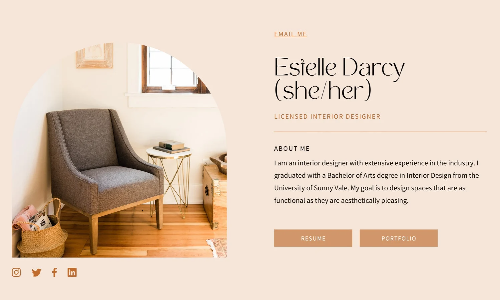 EMAIL ME
Estelle Darcy
(she/her)
LICENSED INTERIOR DESIGNER
ABOUT ME
I am an interior designer with extensive experience in the industry. I
graduated with a Bachelor of Arts degree in Interior Design from the
University of Sunny Vale. My goal is to design spaces that are as
functional as they are aesthetically pleasing.
RESUME
PORTFOLIO